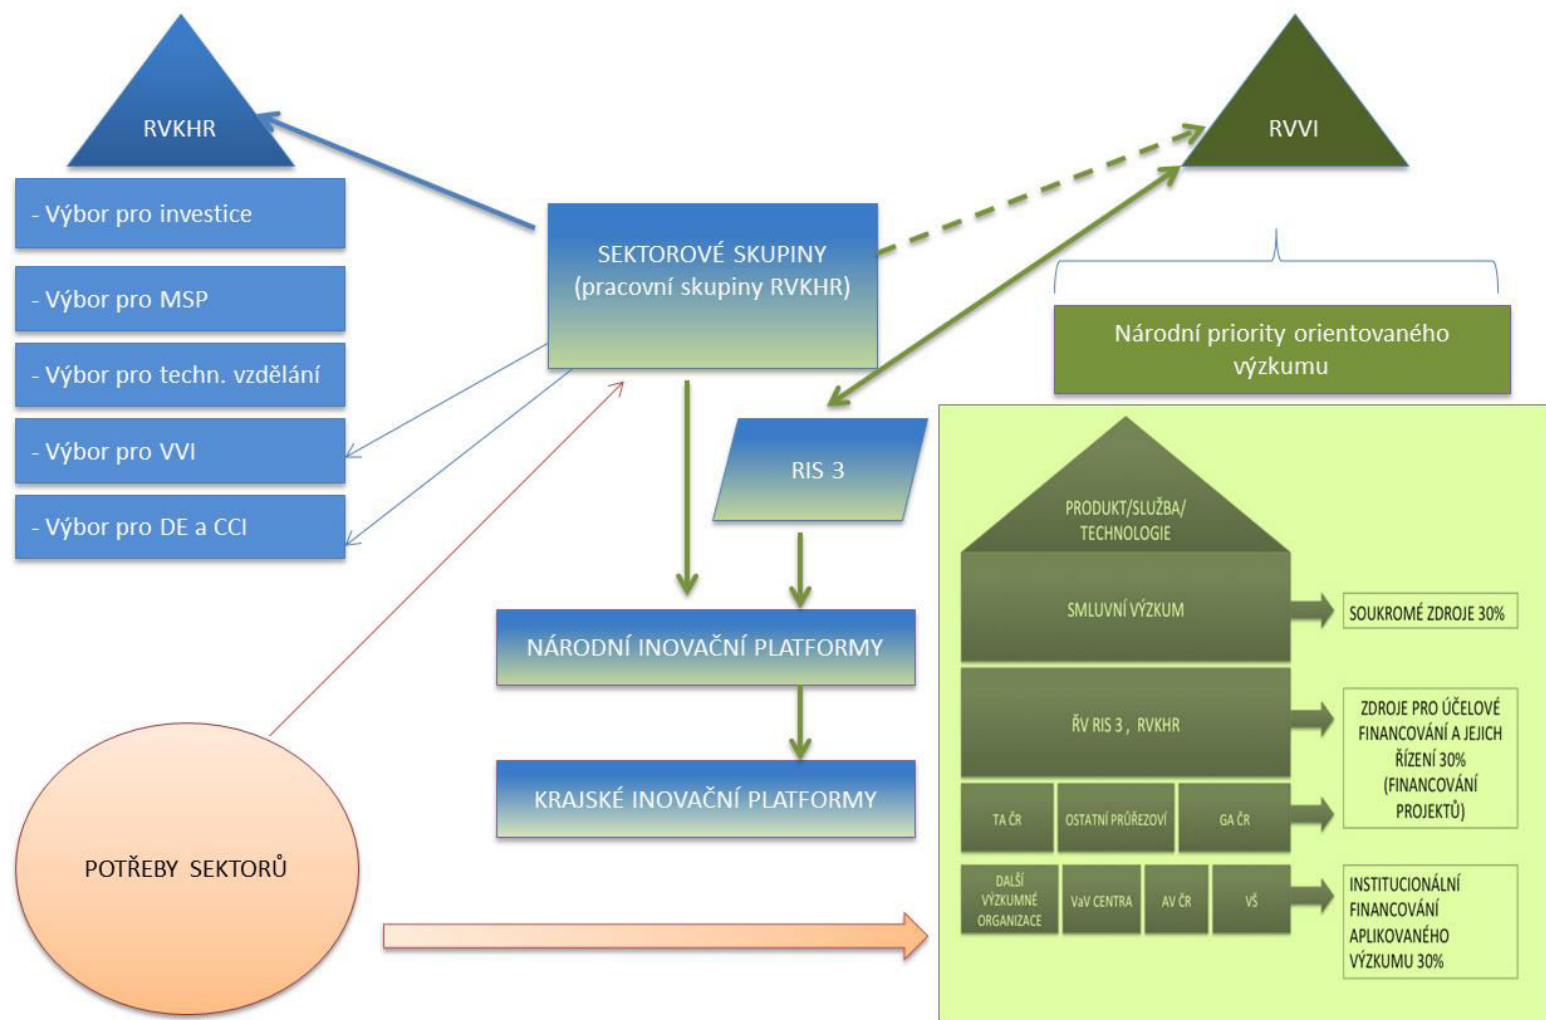 RVKHR
- Výbor pro investice
- Výbor pro MSP
- Výbor pro techn. vzdělání
- Výbor pro VVI
- Výbor pro DE a CCI
SEKTOROVÉ SKUPINY
(pracovní skupiny RVKHR)
RVVI
Národní priority orientovaného
výzkumu
RIS 3
NÁRODNÍ INOVAČNÍ PLATFORMY
KRAJSKÉ INOVAČNÍ PLATFORMY
POTŘEBY SEKTORŮ
PRODUKT/SLUŽBA/
TECHNOLOGIE
SMLUVNÍ VÝZKUM
SOUKROMÉ ZDROJE 30%
ŘV RIS 3 , RVKHR
ZDROJE PRO ÚČELOVÉ
FINANCOVÁNÍ A JEJICH
ŘÍZENÍ 30%
(FINANCOVÁNÍ
PROJEKTŮ)
TA ČR
OSTATNÍ PRŮŘEZOVÍ
GA ČR
DALŠÍ
VÝZKUMNÉ
ORGANIZACE
VaV CENTRA
AV ČR
VŠ
INSTITUCIONÁLNÍ
FINANCOVÁNÍ
APLIKOVANÉHO
VÝZKUMU 30%